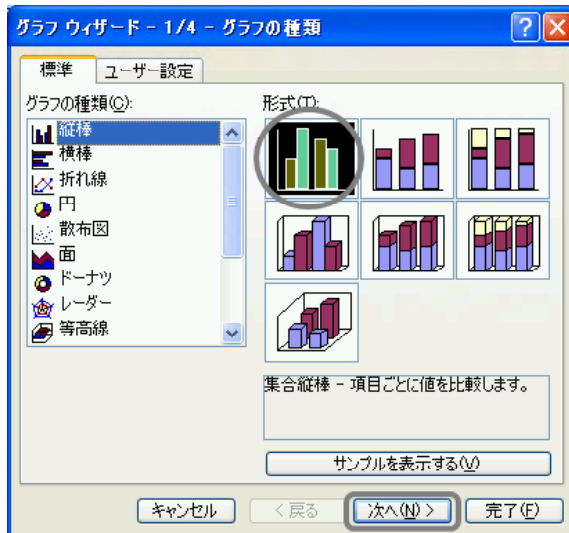 グラフ ウィザード - 1/4 - グラフの種類
標準 ユーザー設定
グラフの種類(C):
縦棒
横棒
折れ線
円
散布図
面
ドーナツ
レーダー
等高線
形式(T):
集合縦棒 - 項目ごとに値を比較します。
サンプルを表示する(V)
キャンセル
< 戻る
次へ(N) >
完了(F)